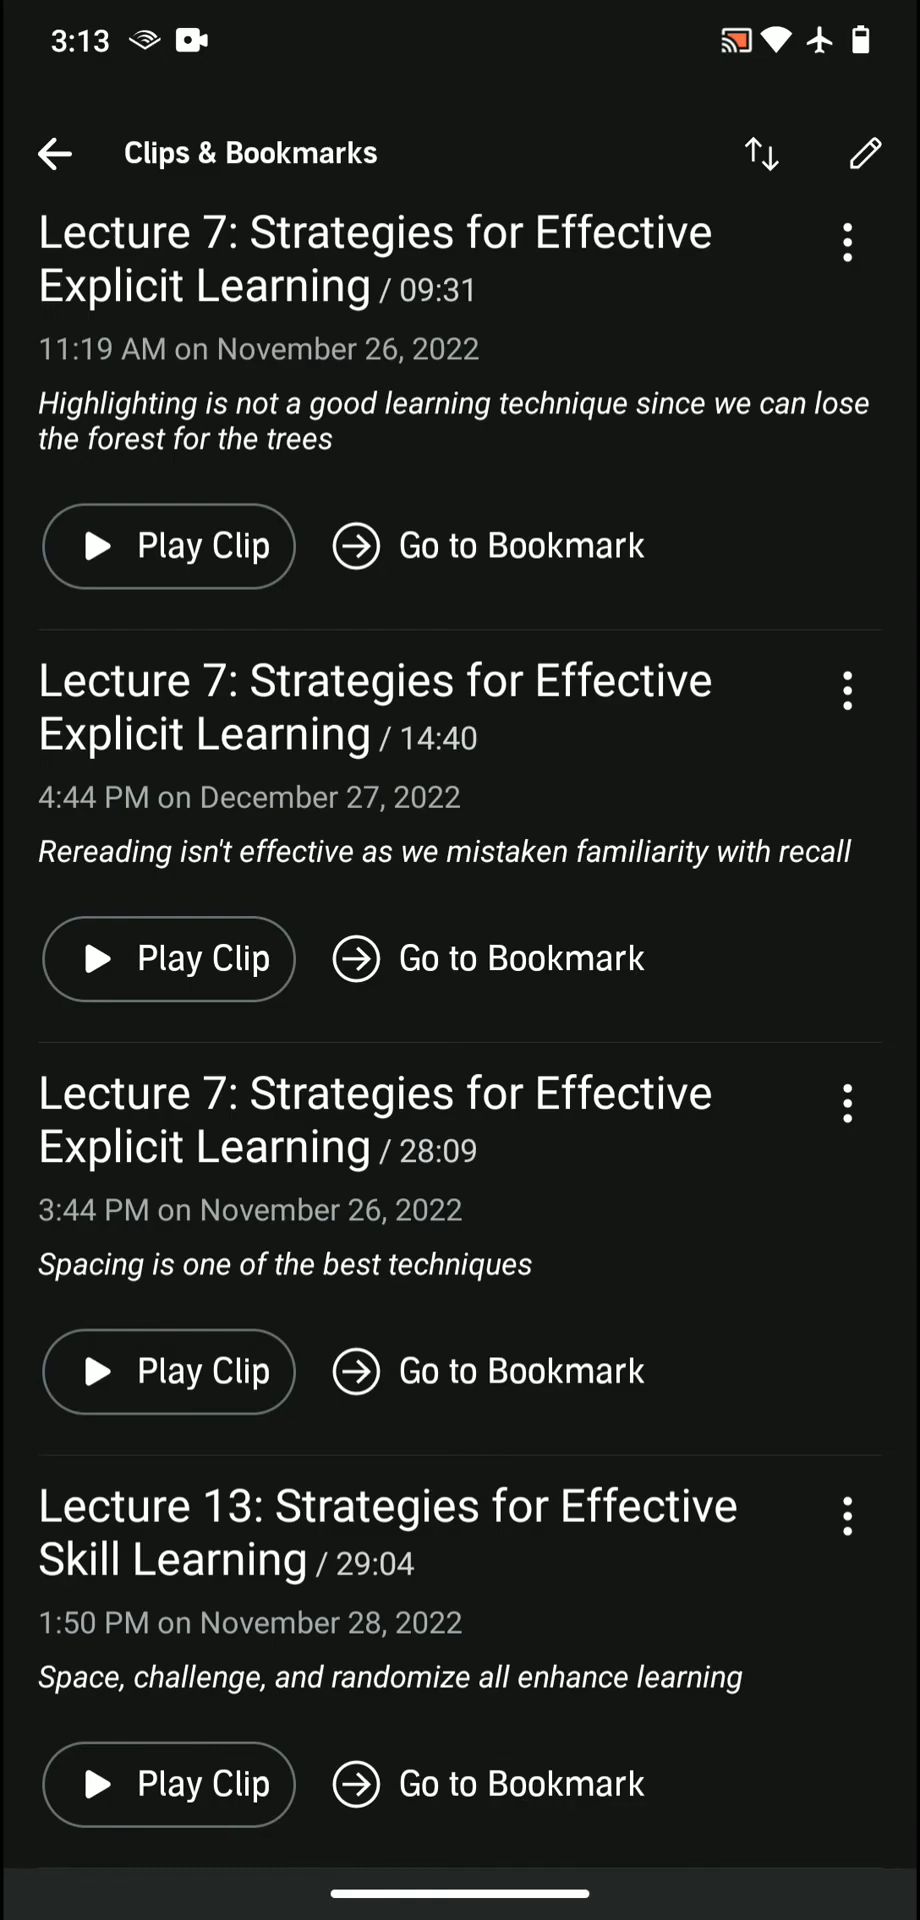 3:13
Clips & Bookmarks
Lecture 7: Strategies for Effective
Explicit Learning / 09:31
11:19 AM on November 26, 2022
Highlighting is not a good learning technique since we can lose
the forest for the trees
Play Clip Go to Bookmark
Lecture 7: Strategies for Effective
Explicit Learning / 14:40
4:44 PM on December 27, 2022
Rereading isn't effective as we mistaken familiarity with recall
Play Clip Go to Bookmark
Lecture 7: Strategies for Effective
Explicit Learning / 28:09
3:44 PM on November 26, 2022
Spacing is one of the best techniques
Play Clip Go to Bookmark
Lecture 13: Strategies for Effective
Skill Learning / 29:04
1:50 PM on November 28, 2022
Space, challenge, and randomize all enhance learning
Play Clip Go to Bookmark